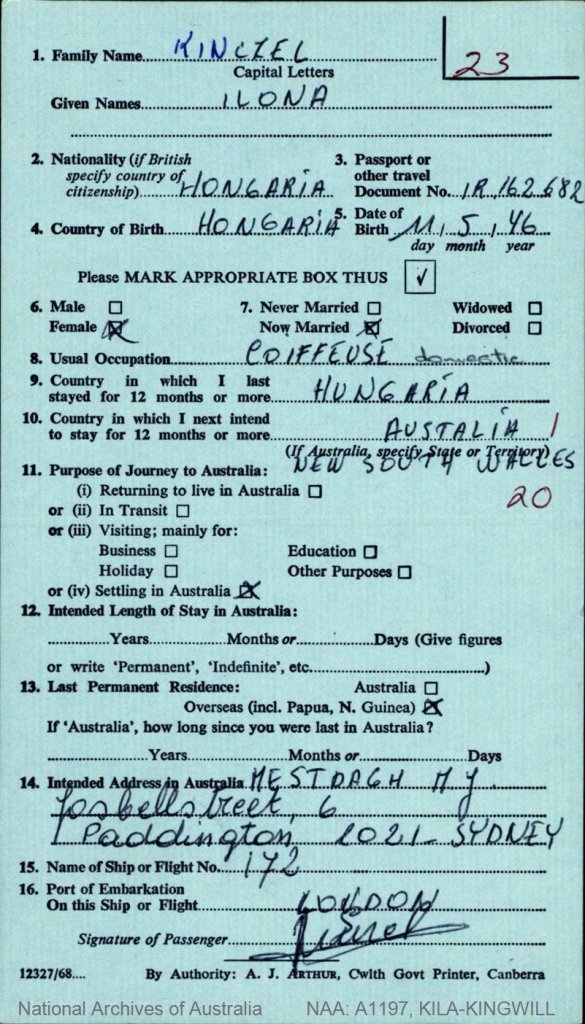 1. Family Name KINCZEL
Capital Letters
23
Given Names ILONA
2. Nationality (if British specify country of citizenship) HONGARIA
3. Passport or other travel Document No. IR.162.682
4. Country of Birth HONGARIA
5. Date of Birth 11, 5, 46
day month year
Please MARK APPROPRIATE BOX THUS ✓
6. Male ☐
Female ☒
7. Never Married ☐ Widowed ☐
Now Married ☒ Divorced ☐
8. Usual Occupation COIFFEUSE domestic
9. Country in which I last
stayed for 12 months or more HUNGARIA
10. Country in which I next intend
to stay for 12 months or more AUSTALIA 1
(If Australia, specify State or Territory)
NEW SOUTH WALLES
11. Purpose of Journey to Australia:
20
(i) Returning to live in Australia ☐
or (ii) In Transit ☐
or (iii) Visiting; mainly for:
Business ☐ Education ☐
Holiday ☐ Other Purposes ☐
or (iv) Settling in Australia ☒
12. Intended Length of Stay in Australia:
Years Months or Days (Give figures
or write 'Permanent', 'Indefinite', etc. )
13. Last Permanent Residence: Australia ☐
Overseas (incl. Papua, N. Guinea) ☒
If 'Australia', how long since you were last in Australia?
Years Months or Days
14. Intended Address in Australia MESTDAGH M J.
street, 6
Paddington 2021- SYDNEY
15. Name of Ship or Flight No. 172
16. Port of Embarkation
On this Ship or Flight LONDON
Signature of Passenger
12327/68.... By Authority: A. J. ARTHUR, Cwlth Govt Printer, Canberra
National Archives of Australia NAA: A1197, KILA-KINGWILL